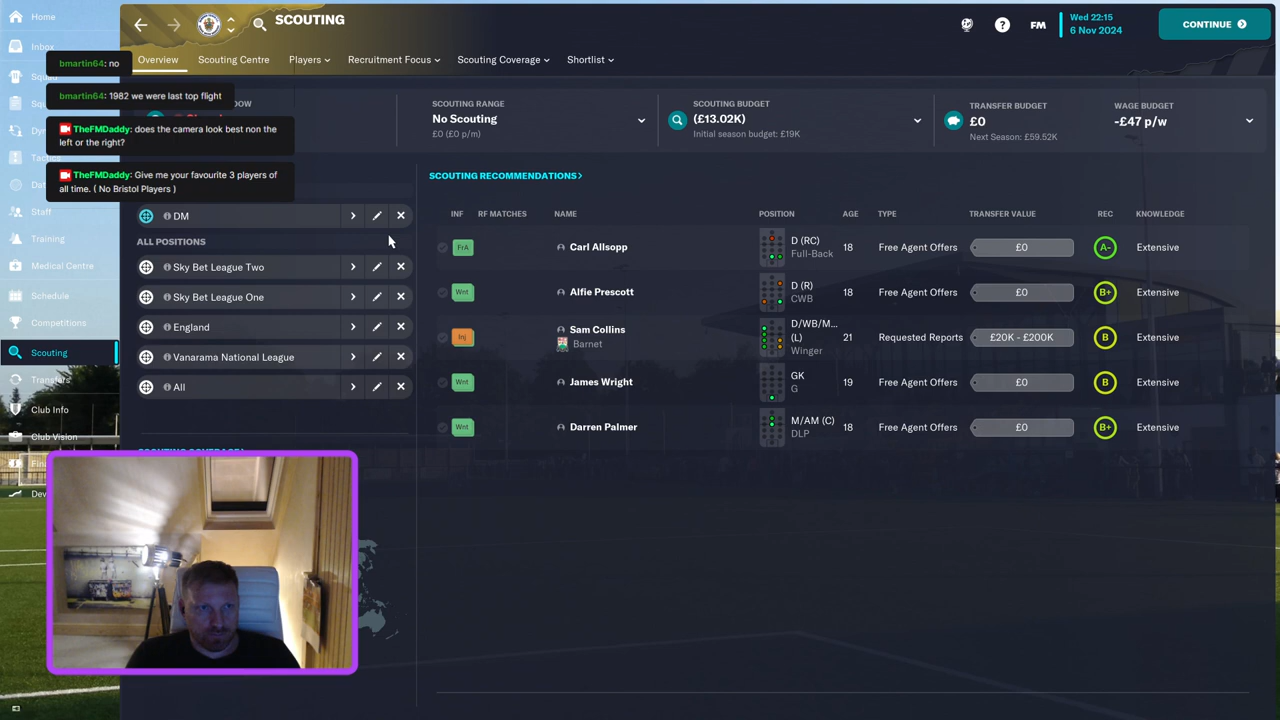 Home
SCOUTING
FM
Wed 22:15
6 Nov 2024
CONTINUE
Inbox
bmartin64: no
Overview
Scouting Centre
Players
Recruitment Focus
Scouting Coverage
Shortlist
bmartin64: 1982 we were last top flight
TheFMDaddy: does the camera look best non the
left or the right?
TheFMDaddy: Give me your favourite 3 players of
all time. ( No Bristol Players )
SCOUTING RANGE
No Scouting
£0 (£0 p/m)
SCOUTING BUDGET
(£13.02K)
Initial season budget: £19K
TRANSFER BUDGET
£0
Next Season: £59.52K
WAGE BUDGET
-£47 p/w
Staff
Training
Medical Centre
Schedule
Competitions
Scouting
Transfers
Club Info
Club Vision
DM
ALL POSITIONS
Sky Bet League Two
Sky Bet League One
England
Vanarama National League
All
SCOUTING RECOMMENDATIONS
INF
RF MATCHES
NAME
POSITION
AGE
TYPE
TRANSFER VALUE
REC
KNOWLEDGE
FrA
Carl Allsopp
D (RC)
Full-Back
18
Free Agent Offers
£0
A-
Extensive
Wnt
Alfie Prescott
D (R)
CWB
18
Free Agent Offers
£0
B+
Extensive
Inj
Sam Collins
Barnet
D/WB/M...
(L)
Winger
21
Requested Reports
£20K - £200K
B
Extensive
Wnt
James Wright
GK
G
19
Free Agent Offers
£0
B
Extensive
Wnt
Darren Palmer
M/AM (C)
DLP
18
Free Agent Offers
£0
B+
Extensive